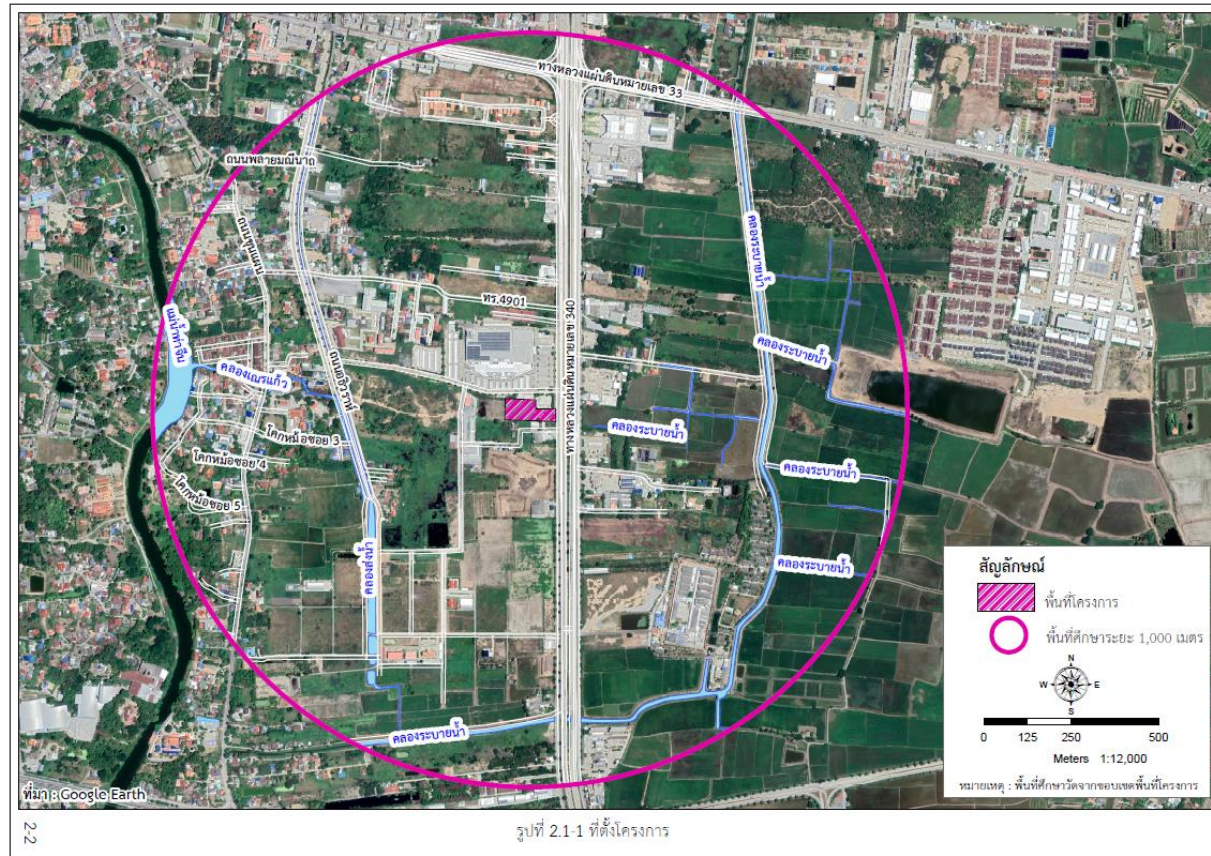 ทางหลวงแผ่นดินหมายเลข 33
ถนนพลายมณีนาถ
ถนนขุนแผน
คลองระบายน้ำ
ทร.4901
ทางหลวงแผ่นดินหมายเลข 340
แม่น้ำท่าจีน
คลองเณรแก้ว
ถนนอธิวราห์
คลองระบายน้ำ
คลองระบายน้ำ
โคกหม้อซอย 3
โคกหม้อซอย 4
โคกหม้อซอย 5
คลองระบายน้ำ
คลองส่งน้ำ
คลองระบายน้ำ
คลองระบายน้ำ
สัญลักษณ์
พื้นที่โครงการ
พื้นที่ศึกษาระยะ 1,000 เมตร
N
W E
S
0 125 250 500
Meters 1:12,000
หมายเหตุ : พื้นที่ศึกษาวัดจากขอบเขตพื้นที่โครงการ
ที่มา : Google Earth
2-2
รูปที่ 2.1-1 ที่ตั้งโครงการ